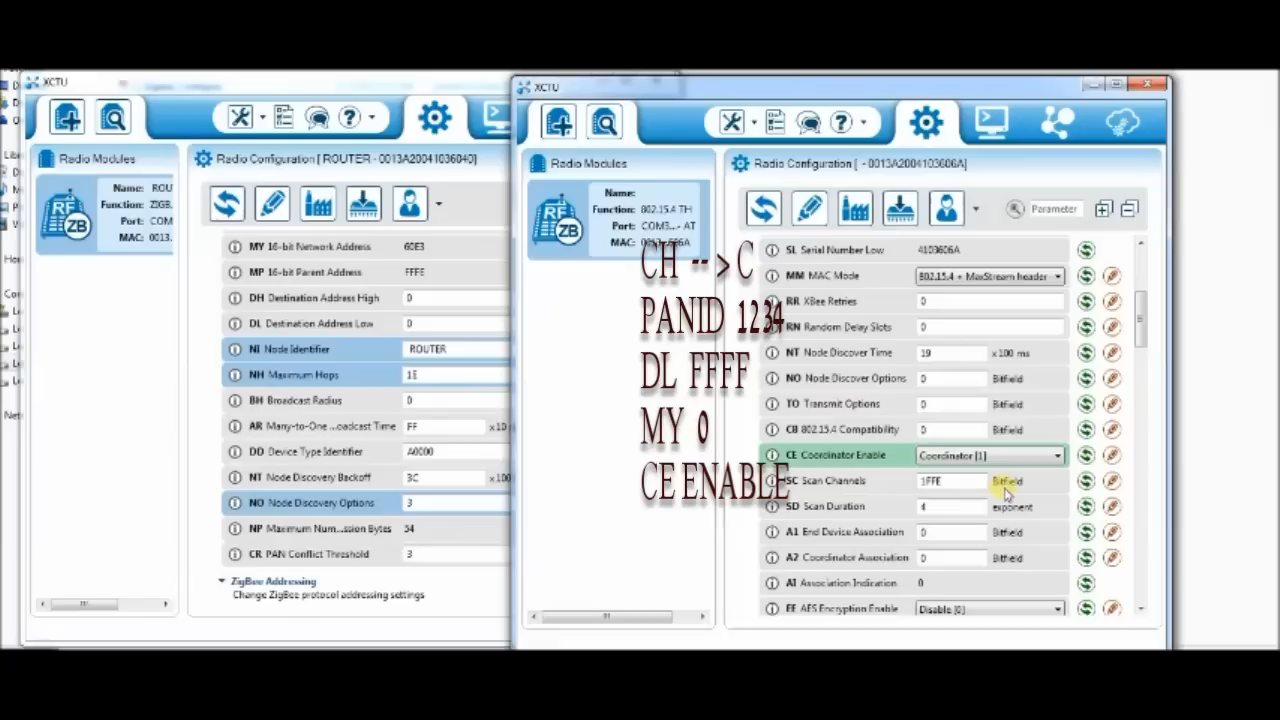 XCTU
Radio Modules
Name: ROU
Function: ZIGB.
Port: COM
MAC: 0013.
Radio Configuration [ ROUTER - 0013A20041036040]
MY 16-bit Network Address 60E3
MP 16-bit Parent Address FFFE
DH Destination Address High 0
DL Destination Address Low 0
NI Node Identifier ROUTER
NH Maximum Hops 1E
BH Broadcast Radius 0
AR Many-to-One ...oadcast Time FF x10
DD Device Type Identifier A0000
NT Node Discovery Backoff 3C x100
NO Node Discovery Options 3
NP Maximum Num...ssion Bytes 54
CR PAN Conflict Threshold 3
ZigBee Addressing
Change ZigBee protocol addressing settings
XCTU
Radio Modules
Name:
Function: 802.15.4 TH
Port: COM3...- AT
MAC:
Radio Configuration [ - 0013A2004103606A]
Parameter
SL Serial Number Low 4103606A
MM MAC Mode 802.15.4 + MaxStream header
RR XBee Retries 0
RN Random Delay Slots 0
NT Node Discover Time 19 x 100 ms
NO Node Discover Options 0 Bitfield
TO Transmit Options 0 Bitfield
C8 802.15.4 Compatibility 0 Bitfield
CE Coordinator Enable Coordinator [1]
SC Scan Channels 1FFE Bitfield
SD Scan Duration 4 exponent
A1 End Device Association 0 Bitfield
A2 Coordinator Association 0 Bitfield
AI Association Indication 0
EE AES Encryption Enable Disable [0]
CH -- > C
PANID 1234
DL FFFF
MY 0
CE ENABLE